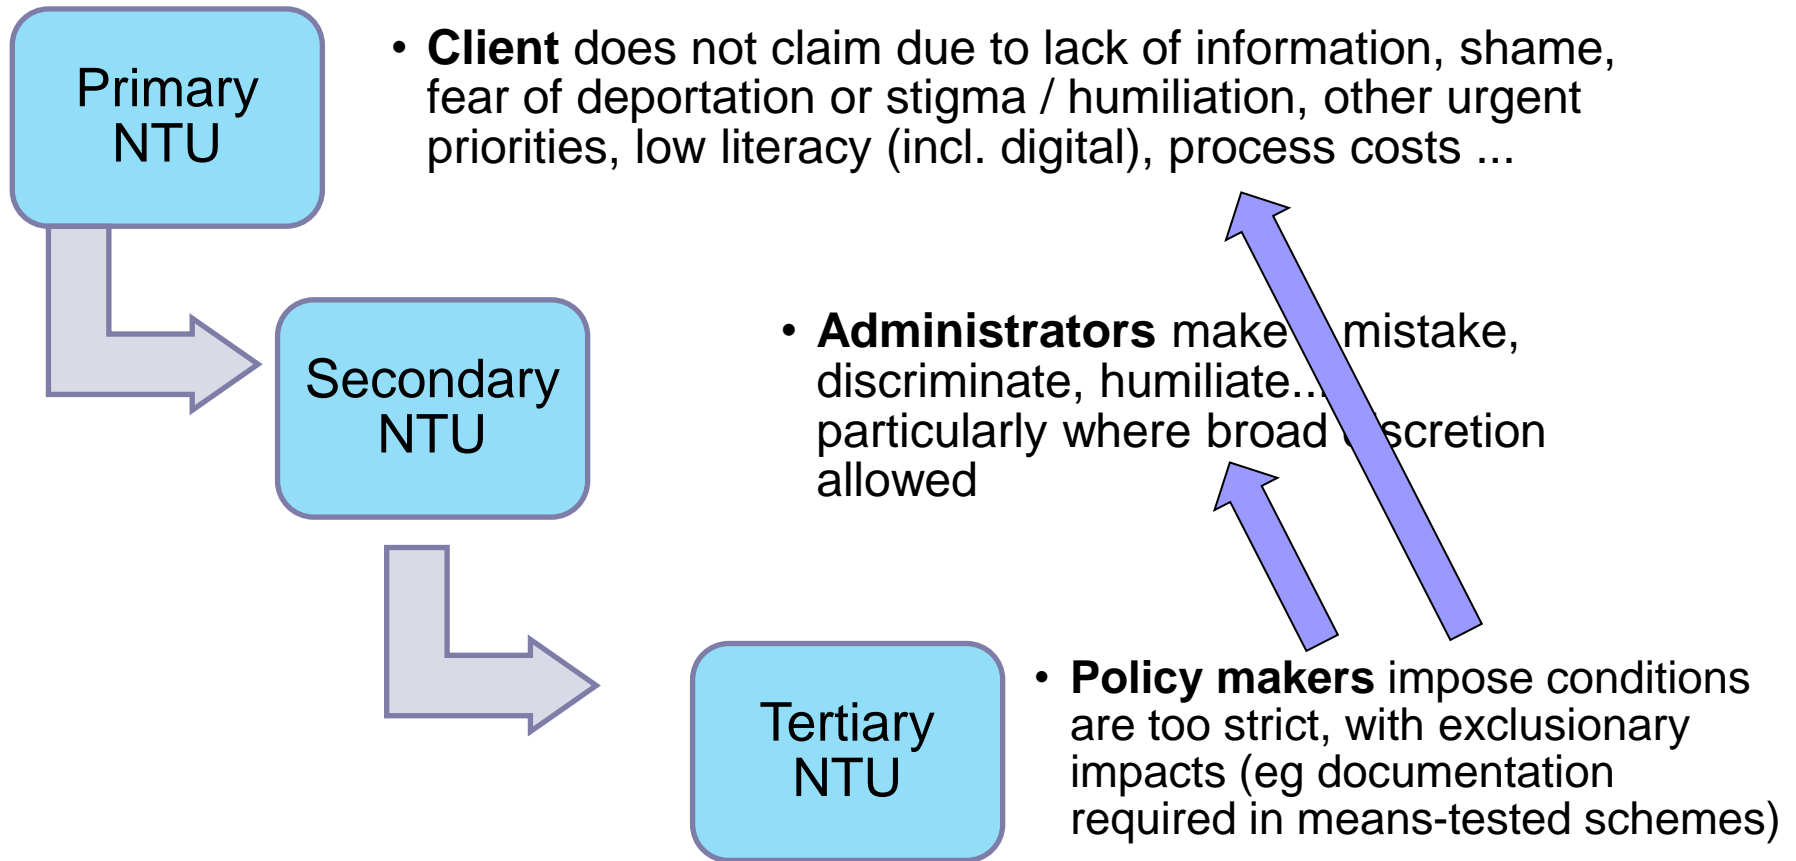 Primary
NTU
• Client does not claim due to lack of information, shame,
fear of deportation or stigma / humiliation, other urgent
priorities, low literacy (incl. digital), process costs ...
Secondary
NTU
• Administrators make mistake,
discriminate, humiliate...
particularly where broad discretion
allowed
Tertiary
NTU
• Policy makers impose conditions
are too strict, with exclusionary
impacts (eg documentation
required in means-tested schemes)